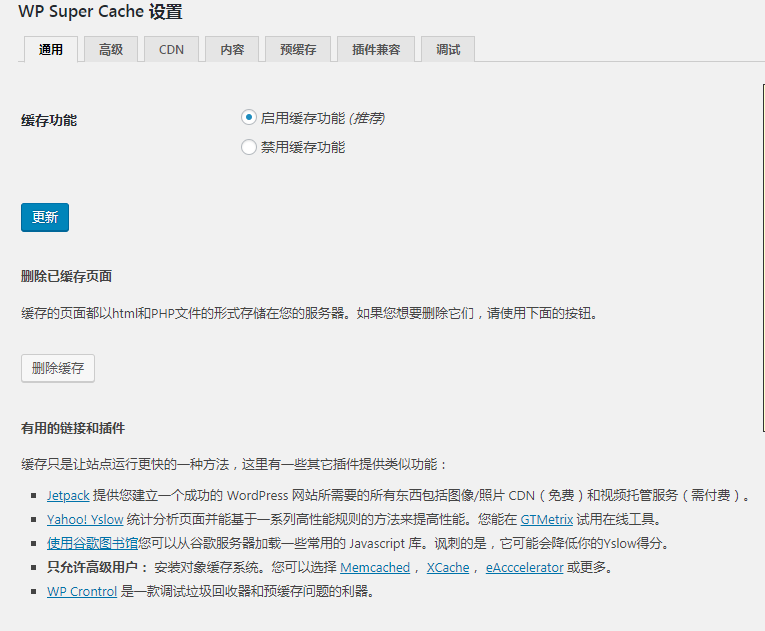 WP Super Cache 设置
通用 高级 CDN 内容 预缓存 插件兼容 调试
缓存功能 启用缓存功能 (推荐)
禁用缓存功能
更新
删除已缓存页面
缓存的页面都以html和PHP文件的形式存储在您的服务器。如果您想要删除它们，请使用下面的按钮。
删除缓存
有用的链接和插件
缓存只是让站点运行更快的一种方法，这里有一些其它插件提供类似功能：
Jetpack 提供您建立一个成功的 WordPress 网站所需要的所有东西包括图像/照片 CDN（免费）和视频托管服务（需付费）。
Yahoo! Yslow 统计分析页面并能基于一系列高性能规则的方法来提高性能。您能在 GTMetrix 试用在线工具。
使用谷歌图书馆您可以从谷歌服务器加载一些常用的 Javascript 库。讽刺的是，它可能会降低你的Yslow得分。
只允许高级用户： 安装对象缓存系统。您可以选择 Memcached， XCache， eAcccelerator 或更多。
WP Crontrol 是一款调试垃圾回收器和预缓存问题的利器。